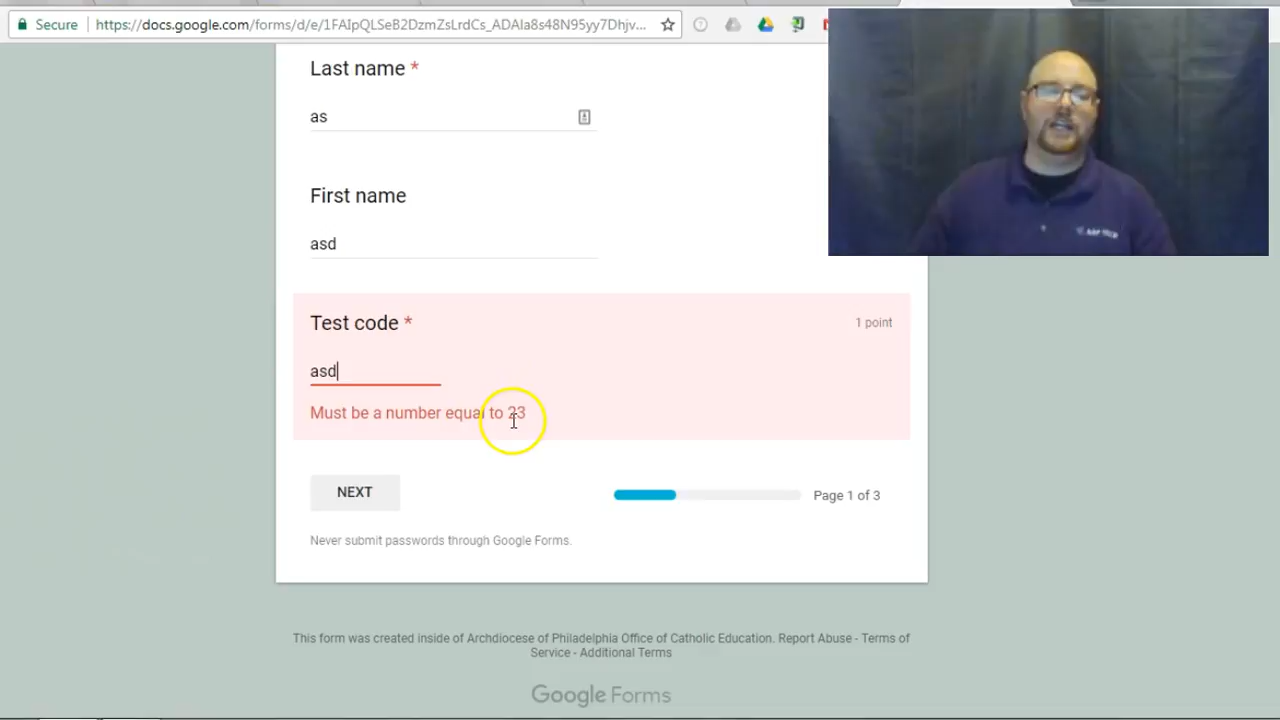 Secure https://docs.google.com/forms/d/e/1FAIpQLSeB2DzmZsLrdCs_ADAIa8s48N95yy7Dhjv...
Last name *
as
First name
asd
Test code *
1 point
asd
Must be a number equal to 23
NEXT
Page 1 of 3
Never submit passwords through Google Forms.
This form was created inside of Archdiocese of Philadelphia Office of Catholic Education. Report Abuse - Terms of
Service - Additional Terms
Google Forms